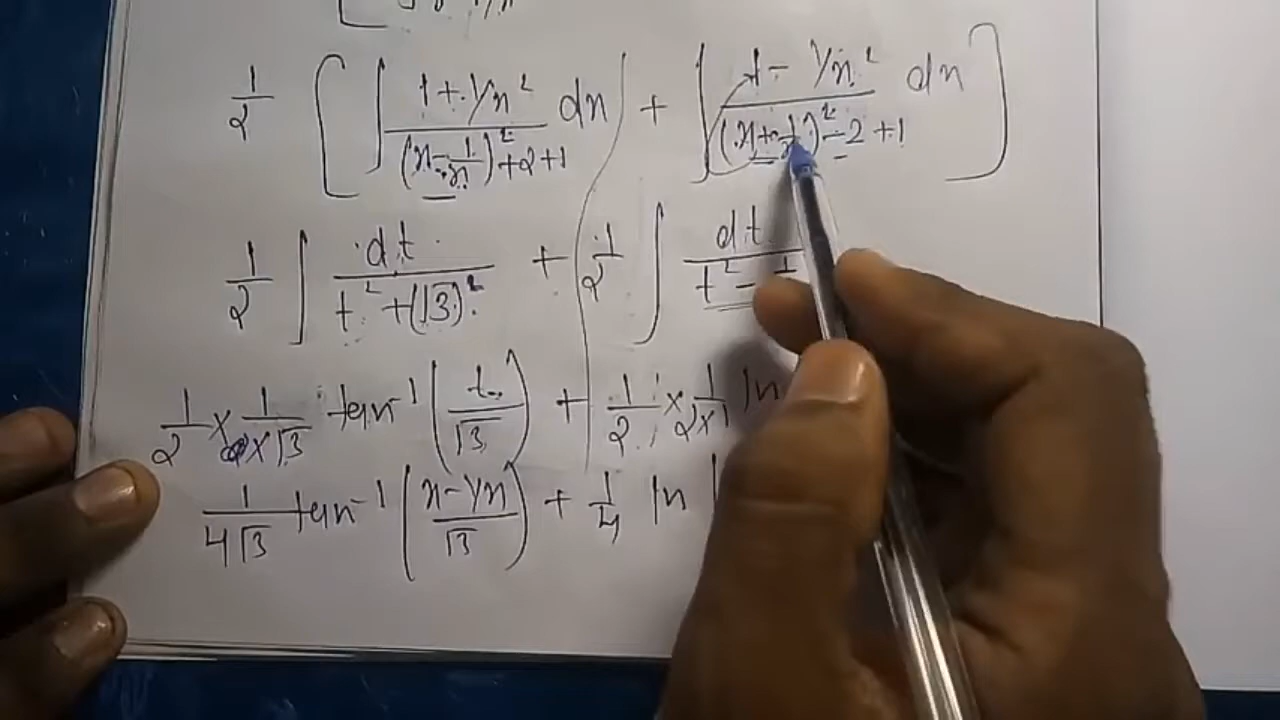 1/2 [ ∫ (1 + 1/x²) / ((x - 1/x)² + 2 + 1) dx + ∫ (1 - 1/x²) / ((x + 1/x)² - 2 + 1) dx ]
1/2 ∫ dt / (t² + (√3)²) + 1/2 ∫ dt / (t² -
1/2 × 1/(2×√3) tan⁻¹ (t/√3) + 1/2 × 1/(2×1) ln
1/(4√3) tan⁻¹ ((x - 1/x)/√3) + 1/4 ln |